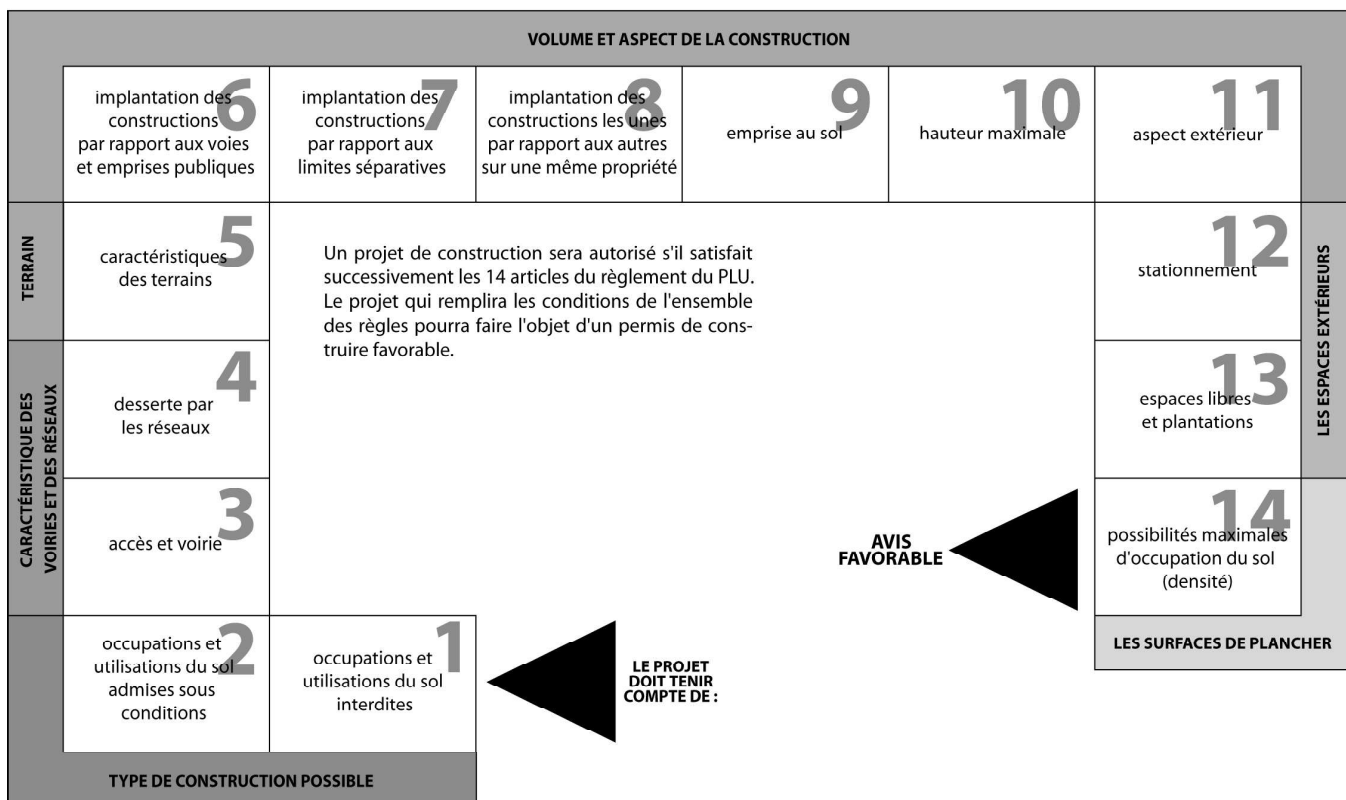 VOLUME ET ASPECT DE LA CONSTRUCTION
6
implantation des
constructions
par rapport aux voies
et emprises publiques
7
implantation des
constructions
par rapport aux
limites séparatives
8
implantation des
constructions les unes
par rapport aux autres
sur une même propriété
9
emprise au sol
10
hauteur maximale
11
aspect extérieur
TERRAIN
5
caractéristiques
des terrains
Un projet de construction sera autorisé s'il satisfait
successivement les 14 articles du règlement du PLU.
Le projet qui remplira les conditions de l'ensemble
des règles pourra faire l'objet d'un permis de cons-
truire favorable.
12
stationnement
LES ESPACES EXTÉRIEURS
CARACTÉRISTIQUE DES
VOIRIES ET DES RÉSEAUX
4
desserte par
les réseaux
13
espaces libres
et plantations
3
accès et voirie
AVIS
FAVORABLE
14
possibilités maximales
d'occupation du sol
(densité)
LES SURFACES DE PLANCHER
2
occupations et
utilisations du sol
admises sous
conditions
1
occupations et
utilisations du sol
interdites
LE PROJET
DOIT TENIR
COMPTE DE :
TYPE DE CONSTRUCTION POSSIBLE